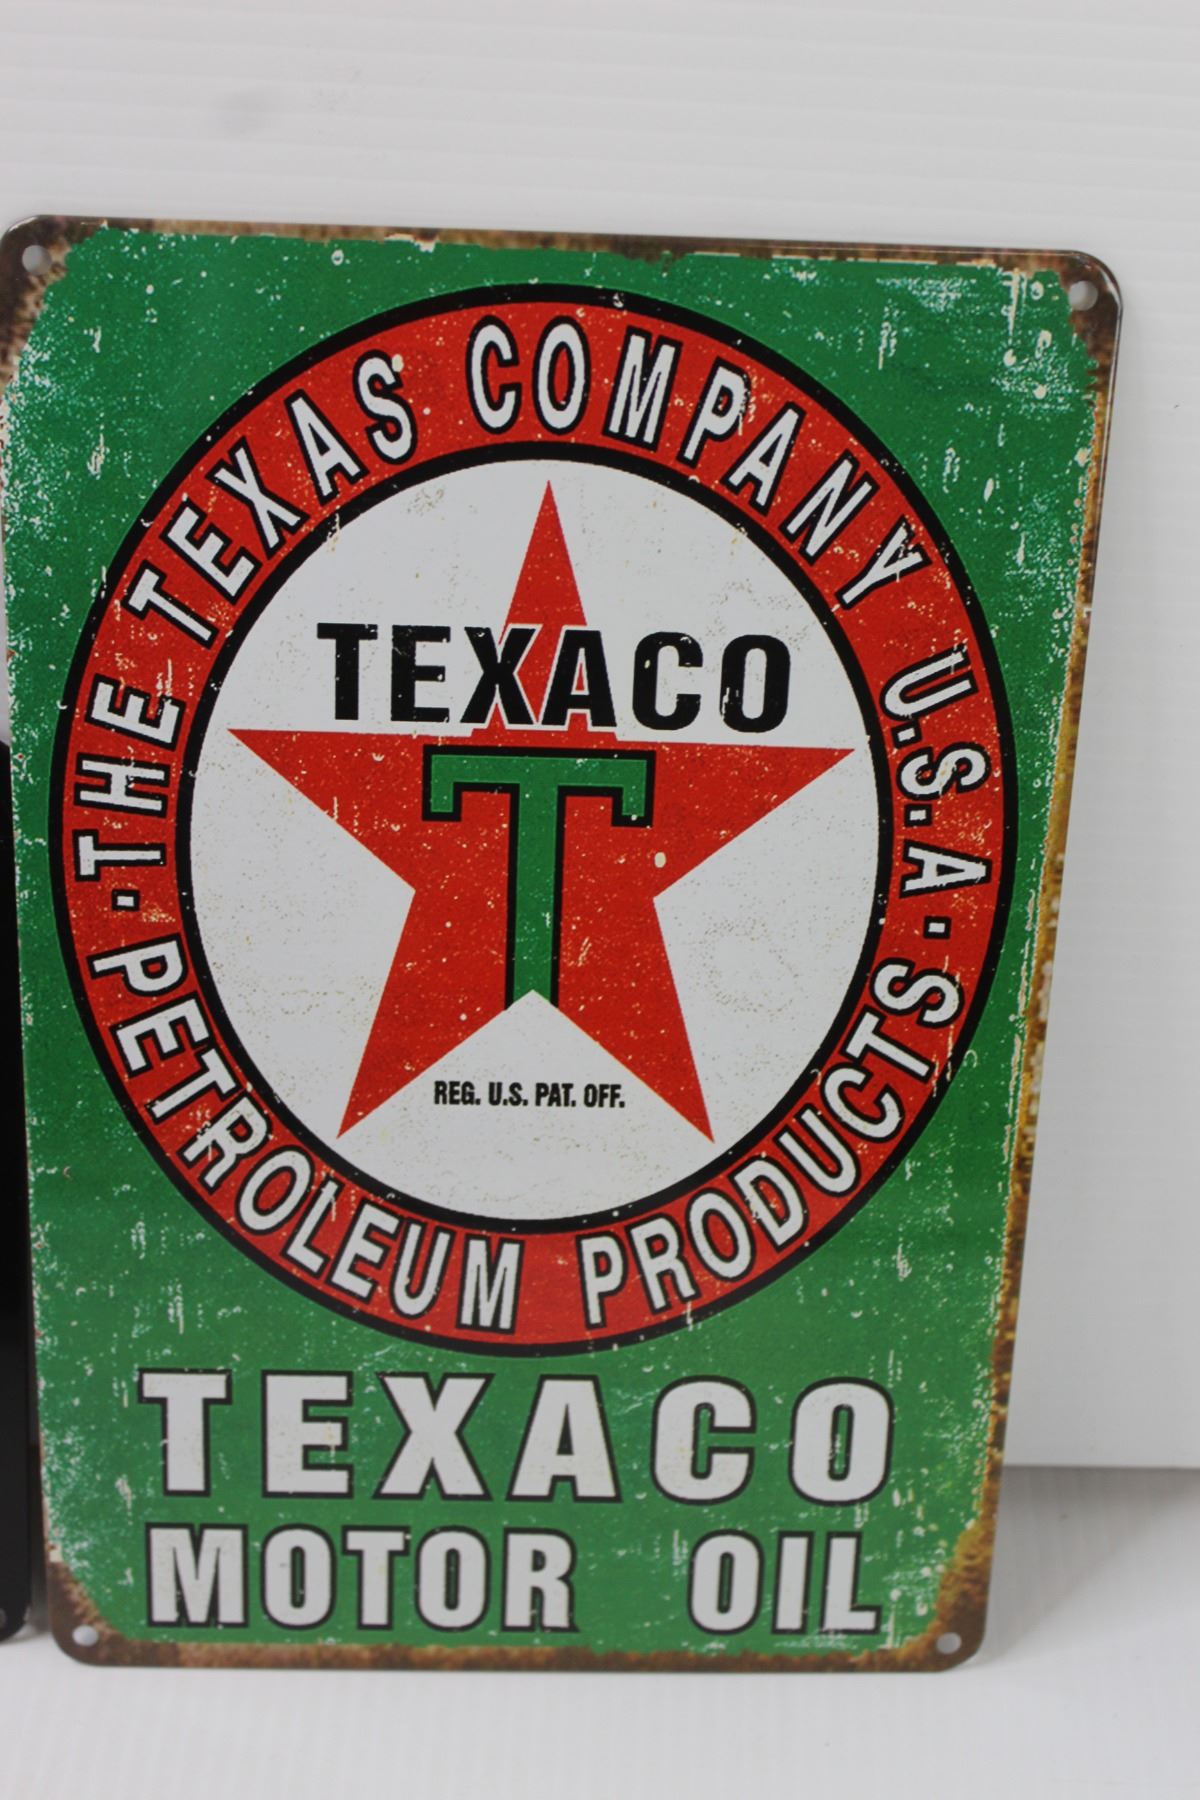 ·THE TEXAS COMPANY U.S.A·
PETROLEUM PRODUCTS
TEXACO
T
REG. U.S. PAT. OFF.
TEXACO
MOTOR OIL